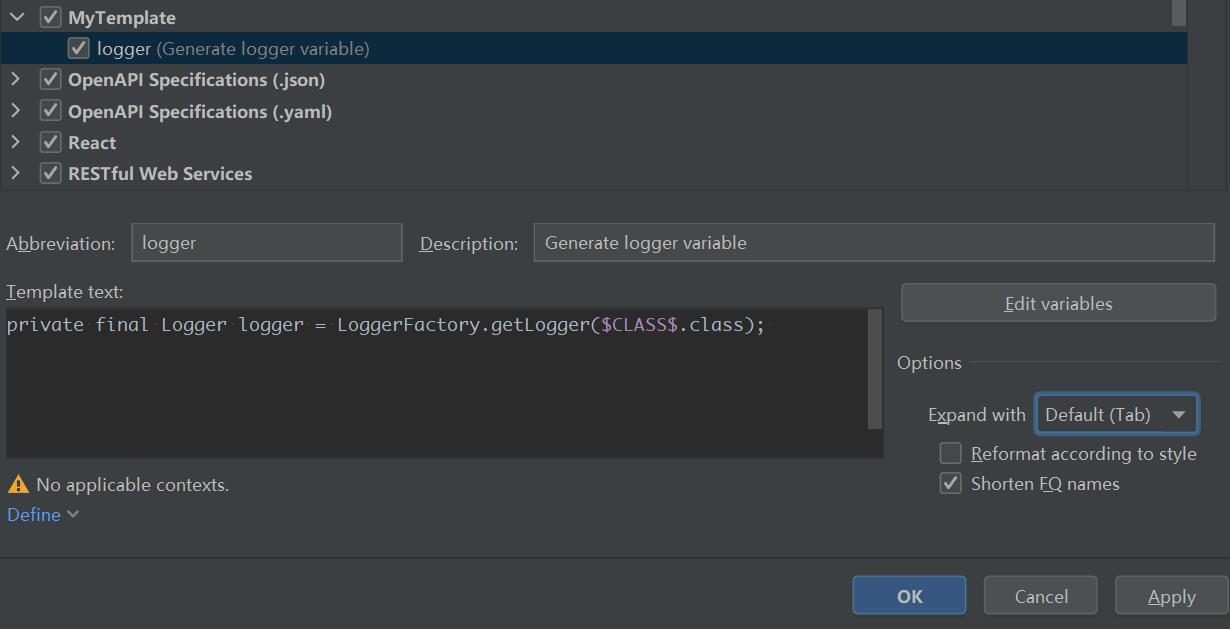 MyTemplate
logger (Generate logger variable)
OpenAPI Specifications (.json)
OpenAPI Specifications (.yaml)
React
RESTful Web Services
Abbreviation: logger Description: Generate logger variable
Template text:
Edit variables
private final Logger logger = LoggerFactory.getLogger($CLASS$.class);
Options
Expand with Default (Tab)
Reformat according to style
Shorten FQ names
No applicable contexts.
Define
OK Cancel Apply